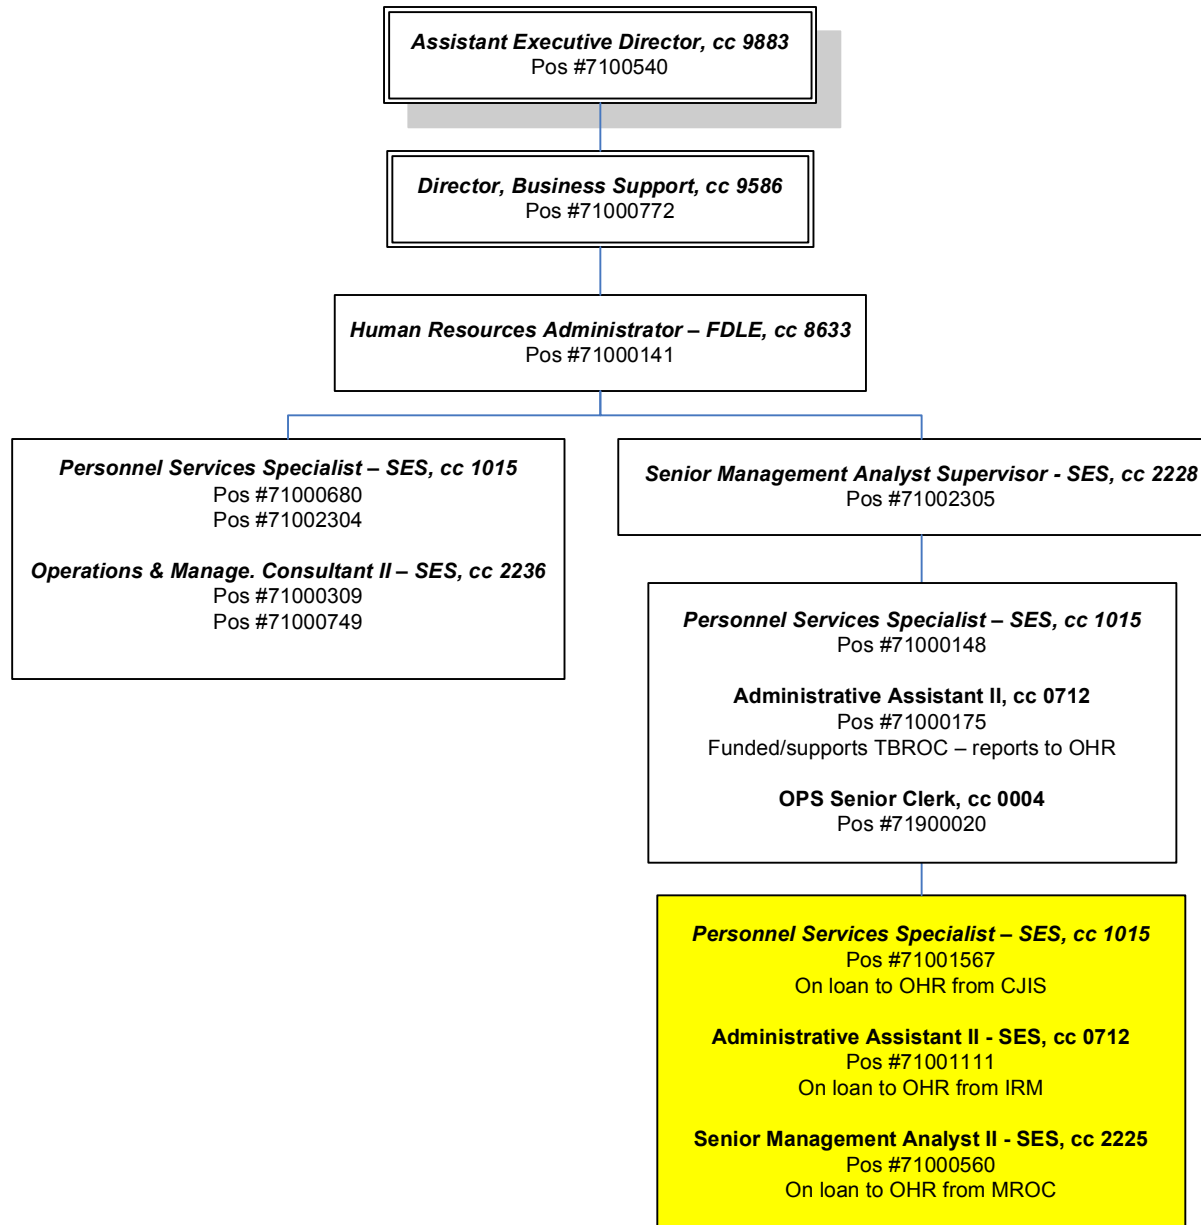 Assistant Executive Director, cc 9883
Pos #7100540
Director, Business Support, cc 9586
Pos #71000772
Human Resources Administrator – FDLE, cc 8633
Pos #71000141
Personnel Services Specialist – SES, cc 1015
Pos #71000680
Pos #71002304
Operations & Manage. Consultant II – SES, cc 2236
Pos #71000309
Pos #71000749
Senior Management Analyst Supervisor - SES, cc 2228
Pos #71002305
Personnel Services Specialist – SES, cc 1015
Pos #71000148
Administrative Assistant II, cc 0712
Pos #71000175
Funded/supports TBROC – reports to OHR
OPS Senior Clerk, cc 0004
Pos #71900020
Personnel Services Specialist – SES, cc 1015
Pos #71001567
On loan to OHR from CJIS
Administrative Assistant II - SES, cc 0712
Pos #71001111
On loan to OHR from IRM
Senior Management Analyst II - SES, cc 2225
Pos #71000560
On loan to OHR from MROC